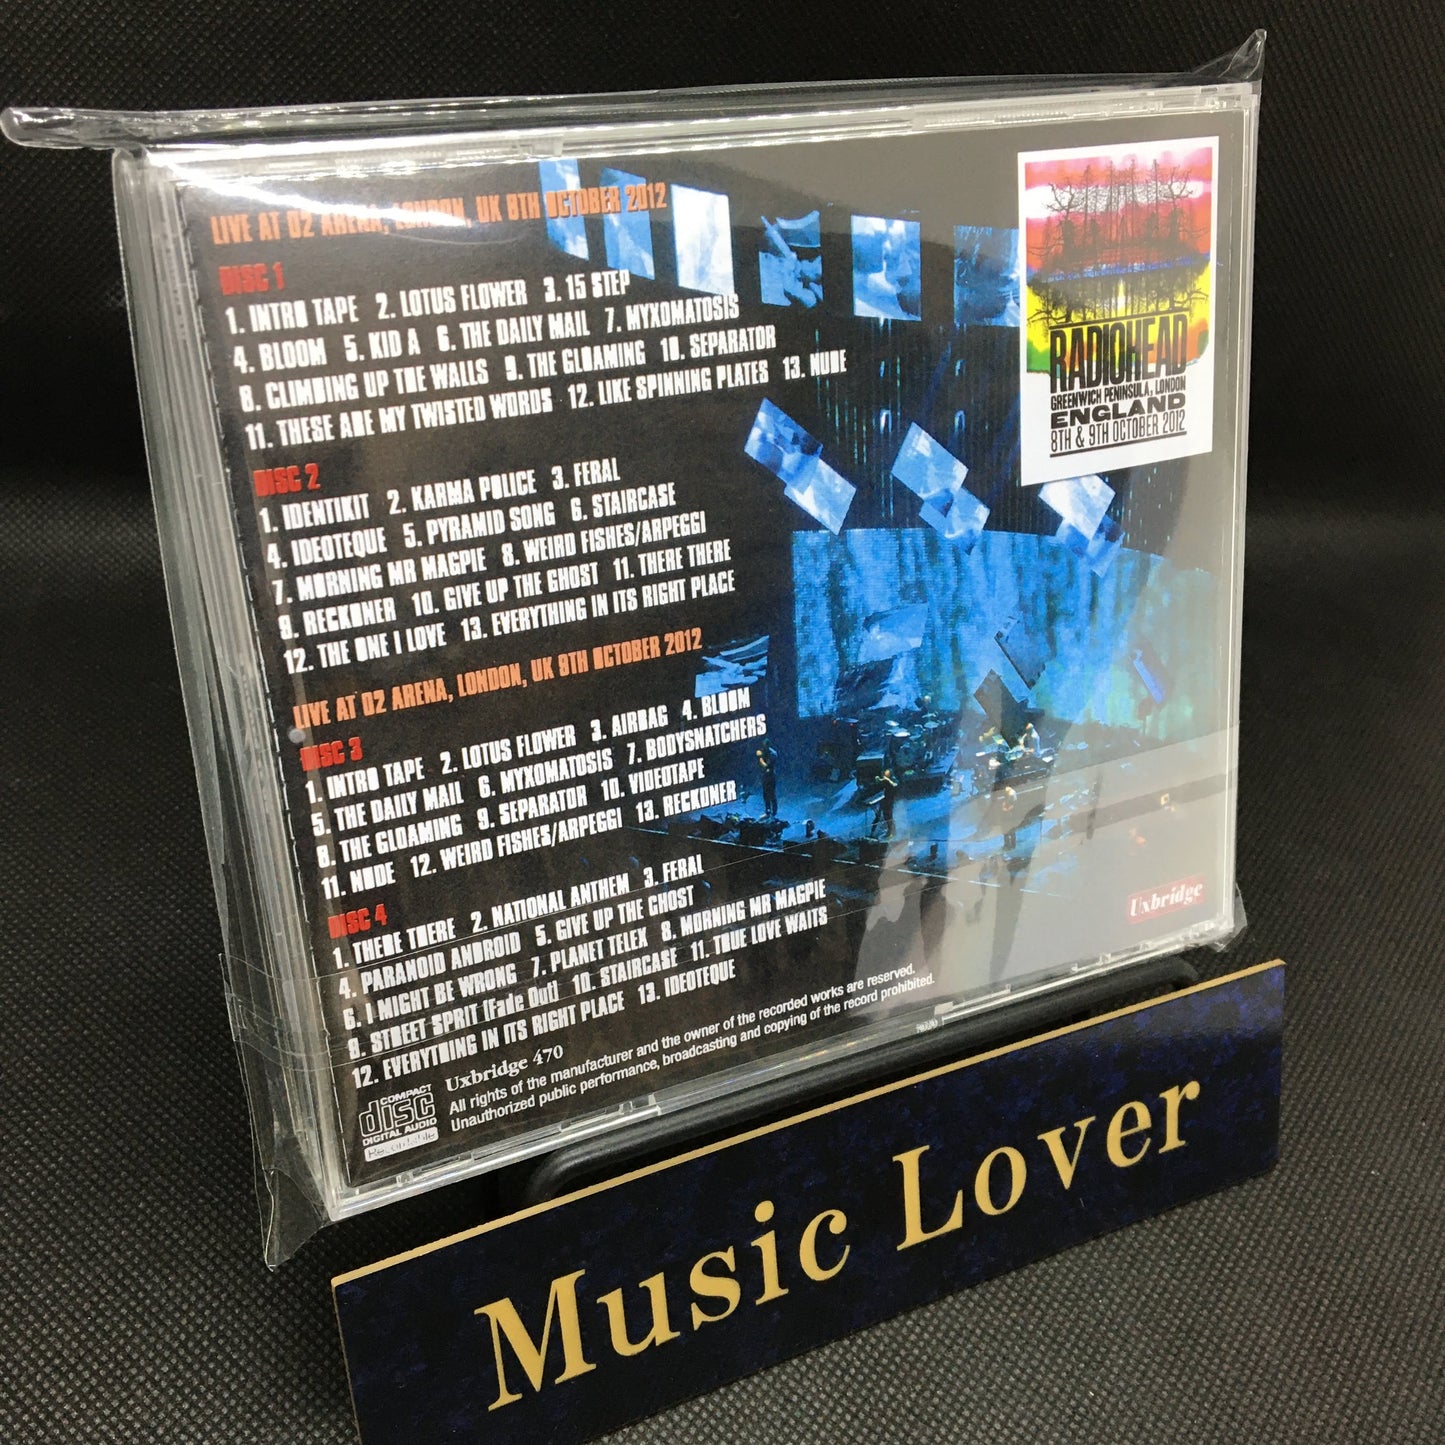 LIVE AT O2 ARENA, LONDON, UK 8TH OCTOBER 2012
DISC 1
1. INTRO TAPE 2. LOTUS FLOWER 3. 15 STEP
4. BLOOM 5. KID A 6. THE DAILY MAIL 7. MYXOMATOSIS
8. CLIMBING UP THE WALLS 9. THE GLOAMING 10. SEPARATOR
11. THESE ARE MY TWISTED WORDS 12. LIKE SPINNING PLATES 13. NUDE
DISC 2
1. IDENTIKIT 2. KARMA POLICE 3. FERAL
4. IDEOTEQUE 5. PYRAMID SONG 6. STAIRCASE
7. MORNING MR MAGPIE 8. WEIRD FISHES/ARPEGGI
9. RECKONER 10. GIVE UP THE GHOST 11. THERE THERE
12. THE ONE I LOVE 13. EVERYTHING IN ITS RIGHT PLACE
LIVE AT O2 ARENA, LONDON, UK 9TH OCTOBER 2012
DISC 3
1. INTRO TAPE 2. LOTUS FLOWER 3. AIRBAG 4. BLOOM
5. THE DAILY MAIL 6. MYXOMATOSIS 7. BODYSNATCHERS
8. THE GLOAMING 9. SEPARATOR 10. VIDEOTAPE
11. NUDE 12. WEIRD FISHES/ARPEGGI 13. RECKONER
DISC 4
1. THERE THERE 2. NATIONAL ANTHEM 3. FERAL
4. PARANOID ANDROID 5. GIVE UP THE GHOST
6. I MIGHT BE WRONG 7. PLANET TELEX 8. MORNING MR MAGPIE
9. STREET SPRIT (Fade Out) 10. STAIRCASE 11. TRUE LOVE WAITS
12. EVERYTHING IN ITS RIGHT PLACE 13. IDEOTEQUE
COMPACT
disc
DIGITAL AUDIO
Recordable
Uxbridge 470
All rights of the manufacturer and the owner of the recorded works are reserved.
Unauthorized public performance, broadcasting and copying of the record prohibited.
RADIOHEAD
GREENWICH PENINSULA, LONDON
ENGLAND
8TH & 9TH OCTOBER 2012
Uxbridge
Music Lover